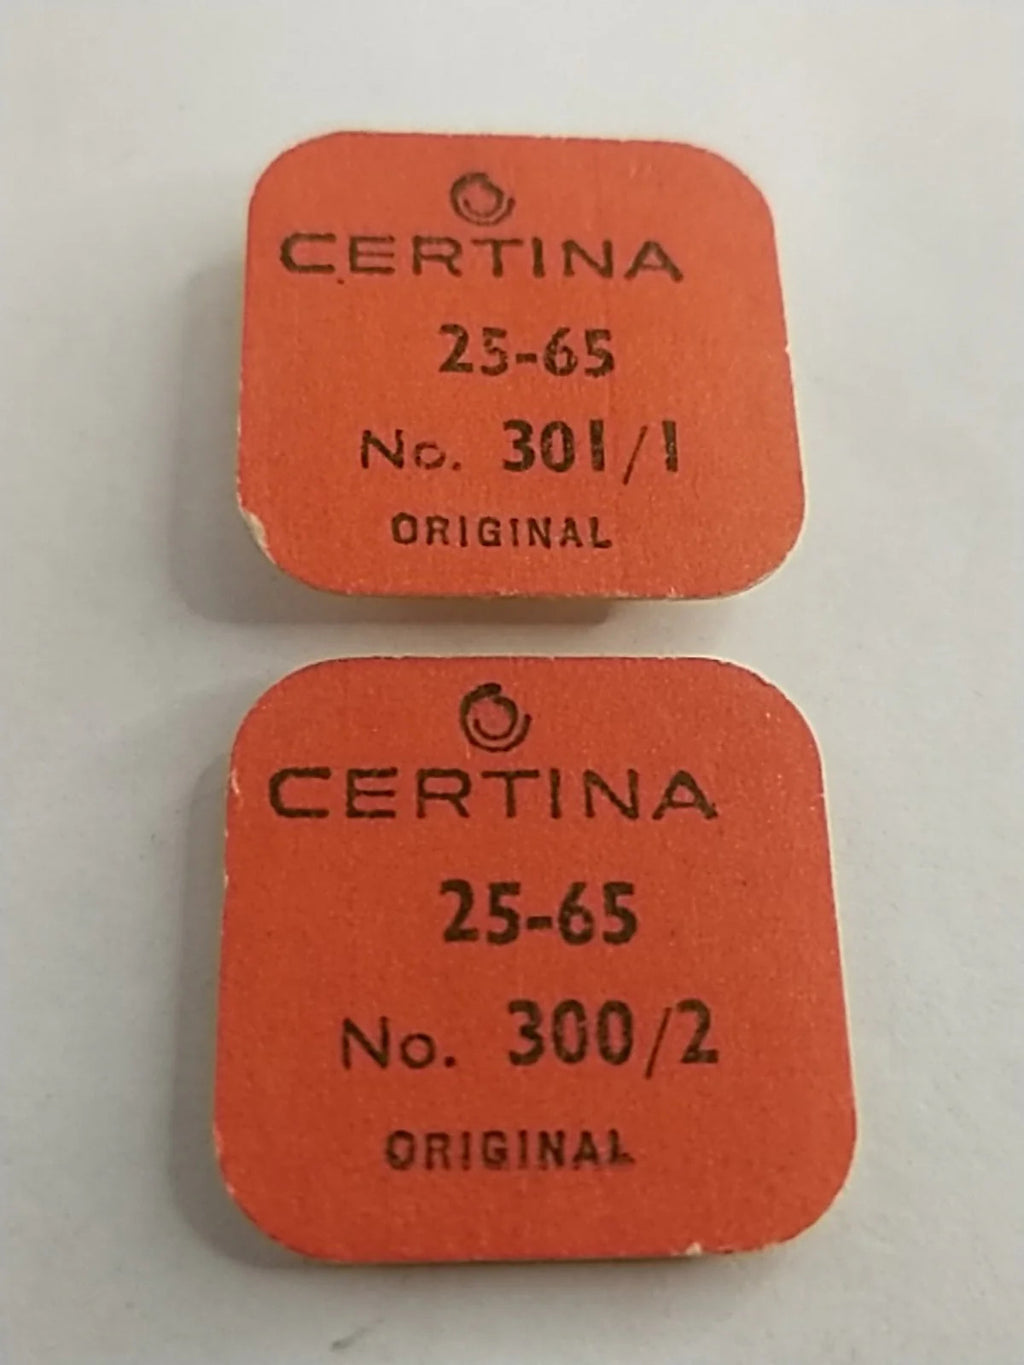 CERTINA
25-65
No. 301/1
ORIGINAL
CERTINA
25-65
No. 300/2
ORIGINAL